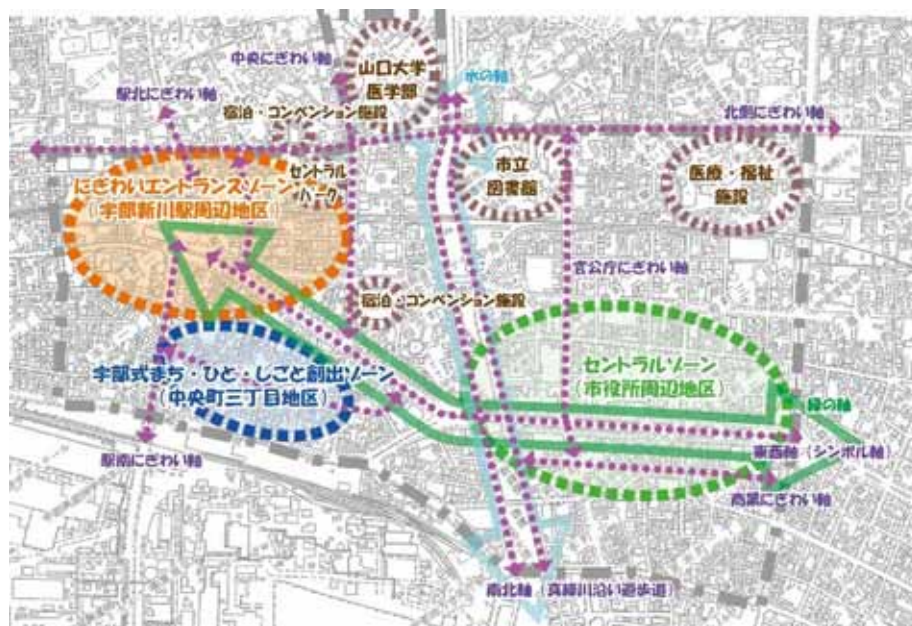 中央にぎわい軸
山口大学
医学部
水の軸
駅北にぎわい軸
宿泊・コンベンション施設
北側にぎわい軸
セントラル
パーク
市立
図書館
医療・福祉
施設
にぎわいエントランスゾーン
(宇部新川駅周辺地区)
官公庁にぎわい軸
宿泊・コンベンション施設
宇部式まち・ひと・しごと創出ゾーン
(中央町三丁目地区)
セントラルゾーン
(市役所周辺地区)
緑の軸
東西軸(シンボル軸)
駅南にぎわい軸
商業にぎわい軸
南北軸(真締川沿い遊歩道)